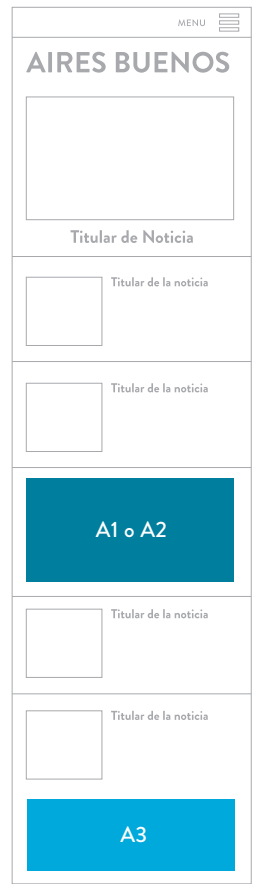 MENU
AIRES BUENOS
Titular de Noticia
Titular de la noticia
Titular de la noticia
A1 o A2
Titular de la noticia
Titular de la noticia
A3